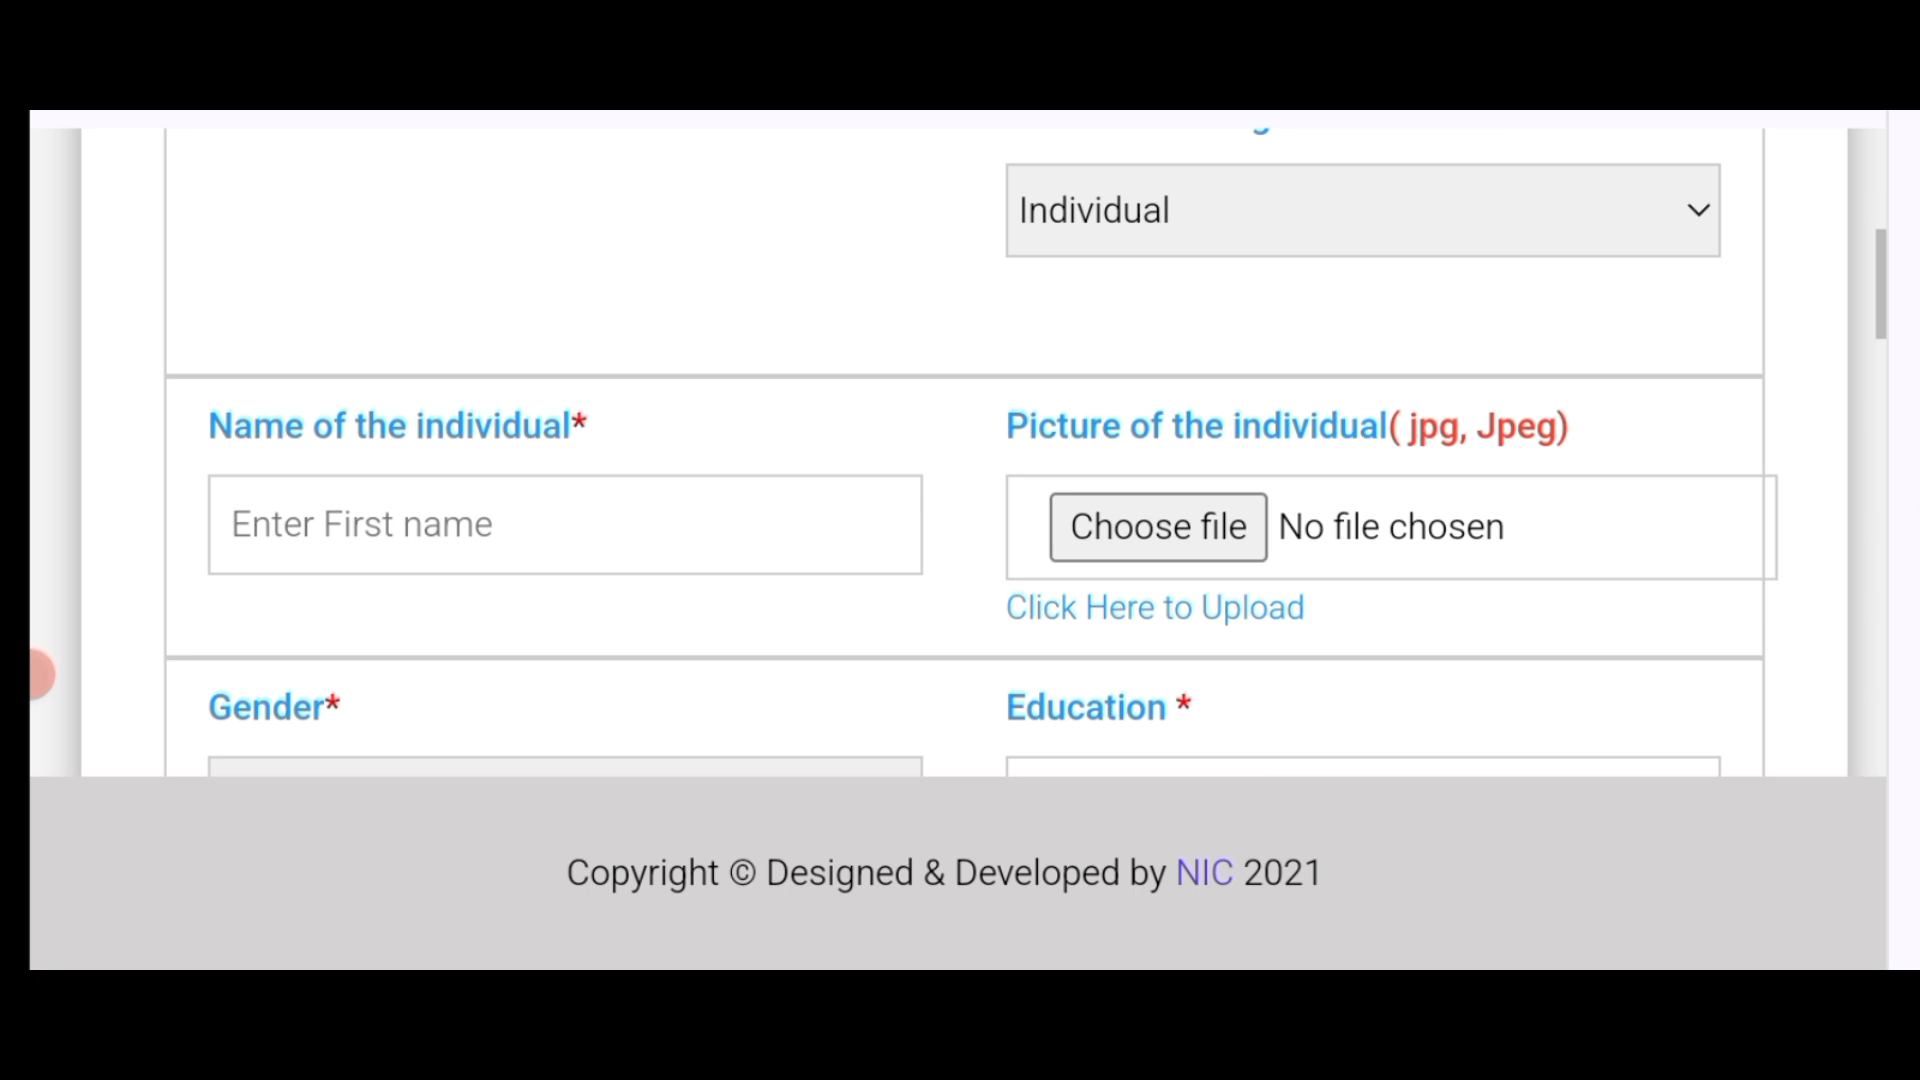 Individual
Name of the individual*
Picture of the individual( jpg, Jpeg)
Enter First name
Choose file No file chosen
Click Here to Upload
Gender*
Education *
Copyright © Designed & Developed by NIC 2021